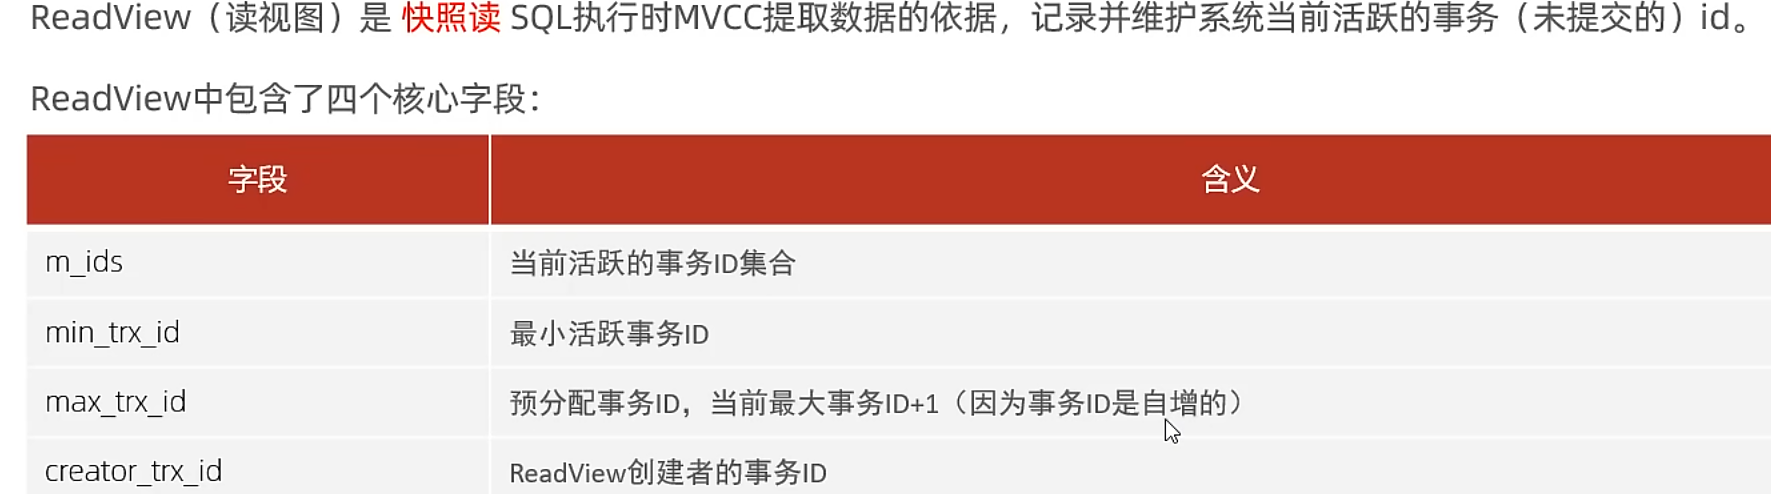 ReadView（读视图）是 快照读 SQL执行时MVCC提取数据的依据，记录并维护系统当前活跃的事务（未提交的）id。
ReadView中包含了四个核心字段：
字段 含义
m_ids 当前活跃的事务ID集合
min_trx_id 最小活跃事务ID
max_trx_id 预分配事务ID，当前最大事务ID+1（因为事务ID是自增的）
creator_trx_id ReadView创建者的事务ID